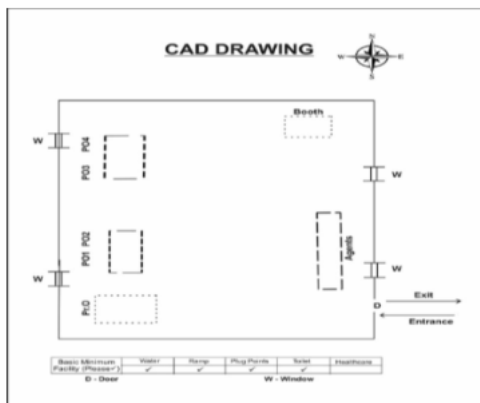 CAD DRAWING
N
W E
S
Booth
W
PO4
PO3
W
PO2
PO1
Agents
W
W
Pr.O
Exit
D
Entrance
Basic Minimum Facility (Please✓) Water Ramp Plug Points Toilet Healthcare
✓ ✓ ✓ ✓
D - Door W - Window